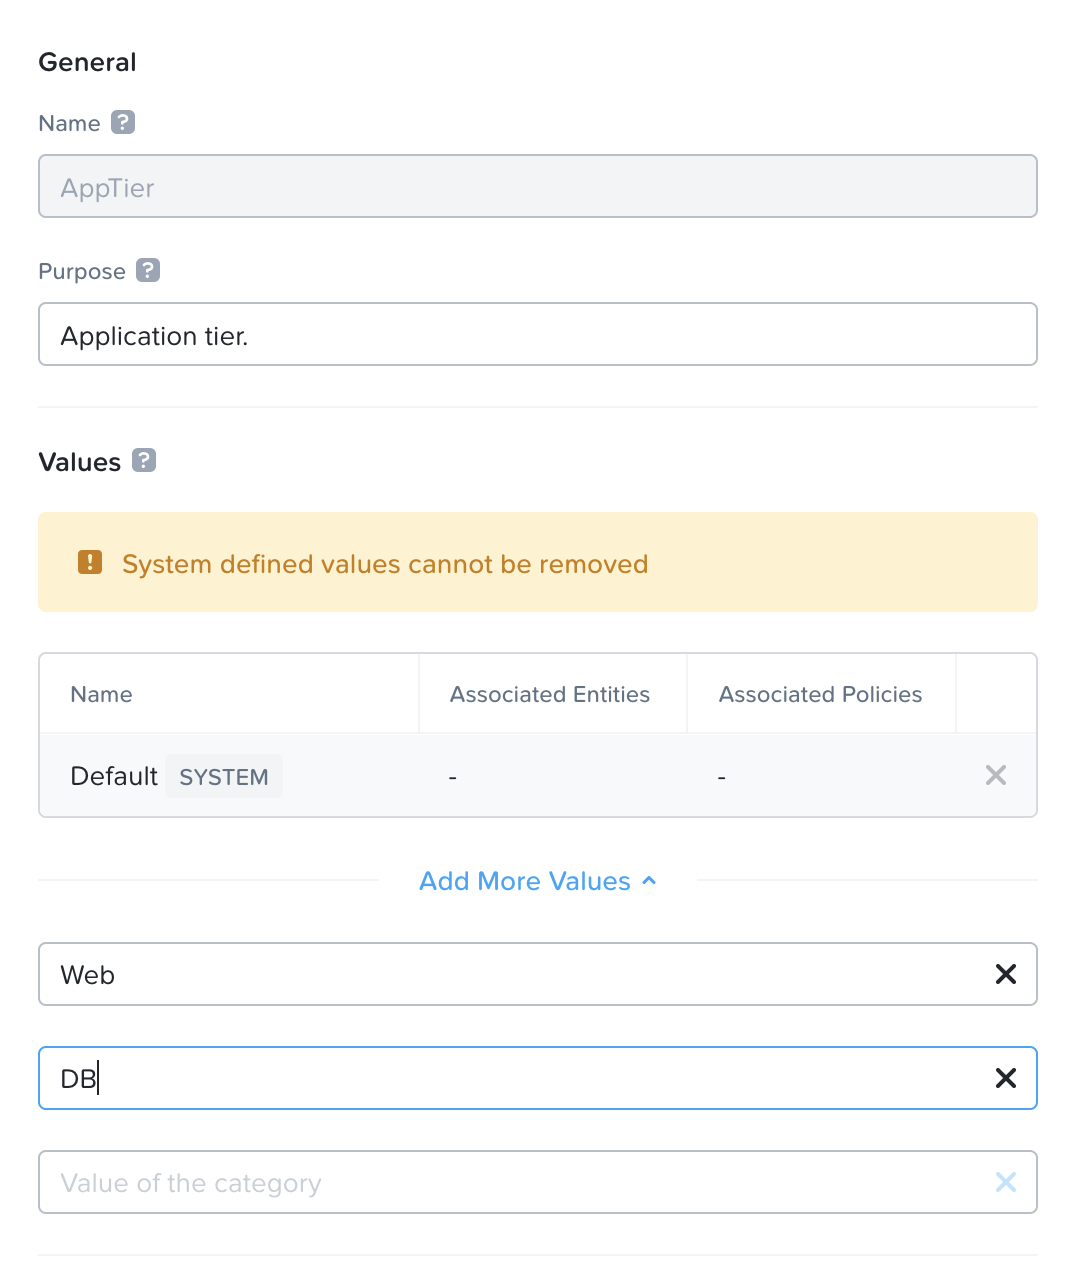 General
Name ?
AppTier
Purpose ?
Application tier.
Values ?
! System defined values cannot be removed
Name Associated Entities Associated Policies
Default SYSTEM - -
Add More Values
Web
DB
Value of the category